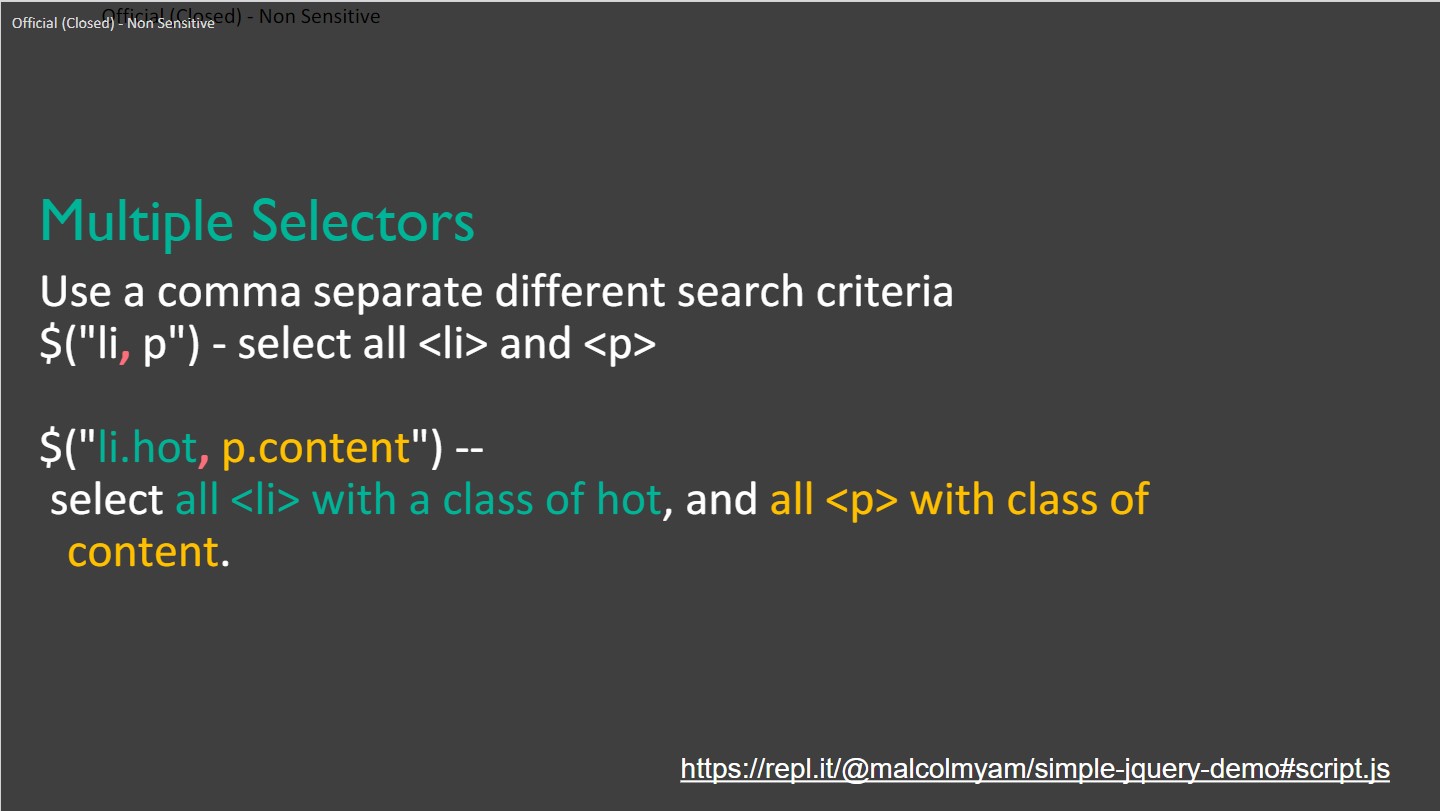 Official (Closed) - Non Sensitive
Official (Closed) - Non Sensitive
Multiple Selectors
Use a comma separate different search criteria
$("li, p") - select all <li> and <p>
$("li.hot, p.content") --
select all <li> with a class of hot, and all <p> with class of
content.
https://repl.it/@malcolmyam/simple-jquery-demo#script.js